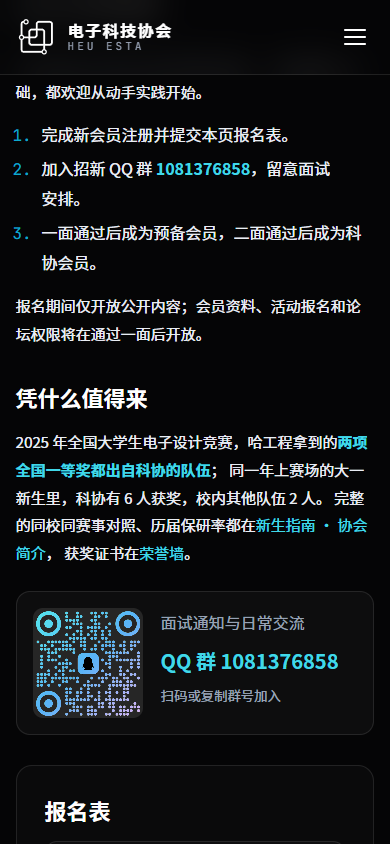 电子科技协会
HEU ESTA
础，都欢迎从动手实践开始。
1. 完成新会员注册并提交本页报名表。
2. 加入招新 QQ 群 1081376858，留意面试
安排。
3. 一面通过后成为预备会员，二面通过后成为科
协会员。
报名期间仅开放公开内容；会员资料、活动报名和论
坛权限将在通过一面后开放。
凭什么值得来
2025 年全国大学生电子设计竞赛，哈工程拿到的两项
全国一等奖都出自科协的队伍； 同一年上赛场的大一
新生里，科协有 6 人获奖，校内其他队伍 2 人。 完整
的同校同赛事对照、历届保研率都在新生指南 · 协会
简介， 获奖证书在荣誉墙。
面试通知与日常交流
QQ 群 1081376858
扫码或复制群号加入
报名表